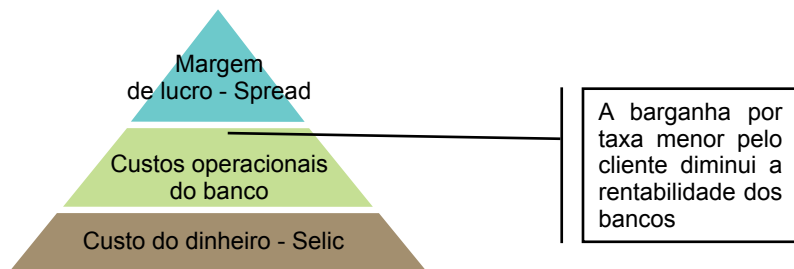 Margem
de lucro - Spread
Custos operacionais
do banco
Custo do dinheiro - Selic
A barganha por
taxa menor pelo
cliente diminui a
rentabilidade dos
bancos